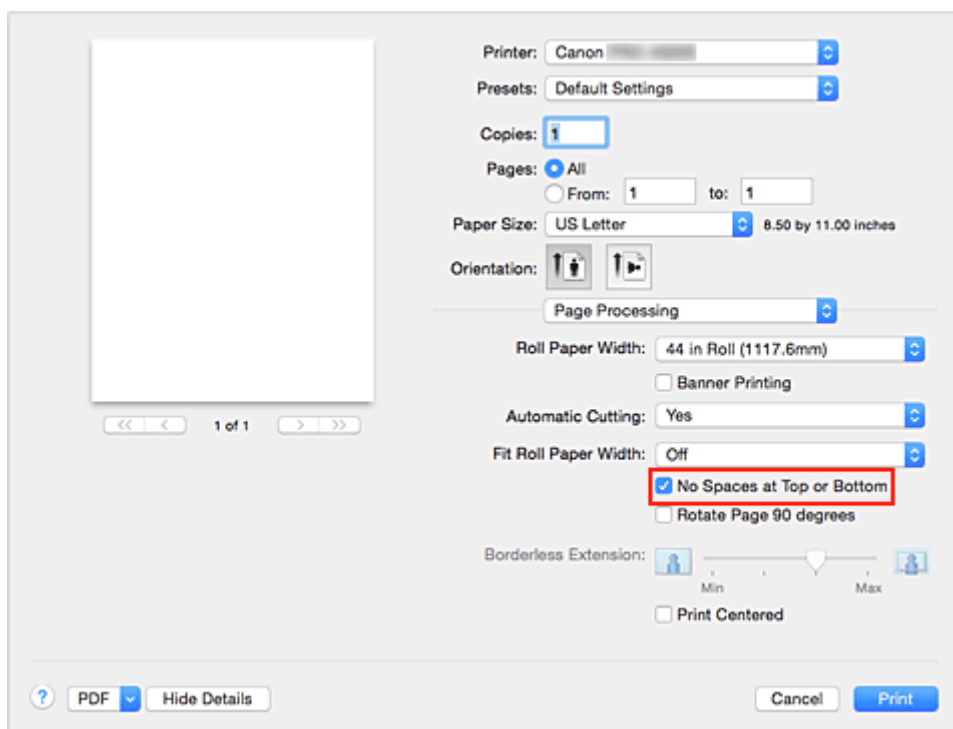 Printer: Canon
Presets: Default Settings
Copies: 1
Pages: All
From: 1 to: 1
Paper Size: US Letter 8.50 by 11.00 inches
Orientation:
Page Processing
Roll Paper Width: 44 in Roll (1117.6mm)
Banner Printing
<< < 1 of 1 > >>
Automatic Cutting: Yes
Fit Roll Paper Width: Off
No Spaces at Top or Bottom
Rotate Page 90 degrees
Borderless Extension:
Min Max
Print Centered
? PDF Hide Details Cancel Print